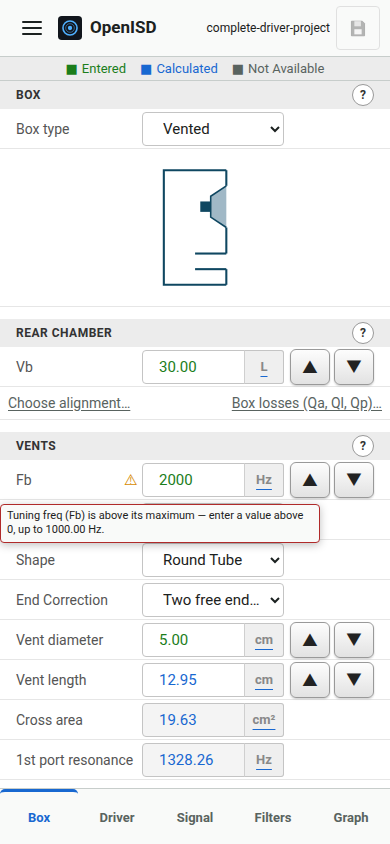 OpenISD
complete-driver-project
Entered Calculated Not Available
BOX ?
Box type Vented
REAR CHAMBER ?
Vb 30.00 L ▲ ▼
Choose alignment... Box losses (Qa, Ql, Qp)...
VENTS ?
Fb ⚠ 2000 Hz ▲ ▼
Tuning freq (Fb) is above its maximum — enter a value above
0, up to 1000.00 Hz.
Shape Round Tube
End Correction Two free end...
Vent diameter 5.00 cm ▲ ▼
Vent length 12.95 cm ▲ ▼
Cross area 19.63 cm²
1st port resonance 1328.26 Hz
Box Driver Signal Filters Graph